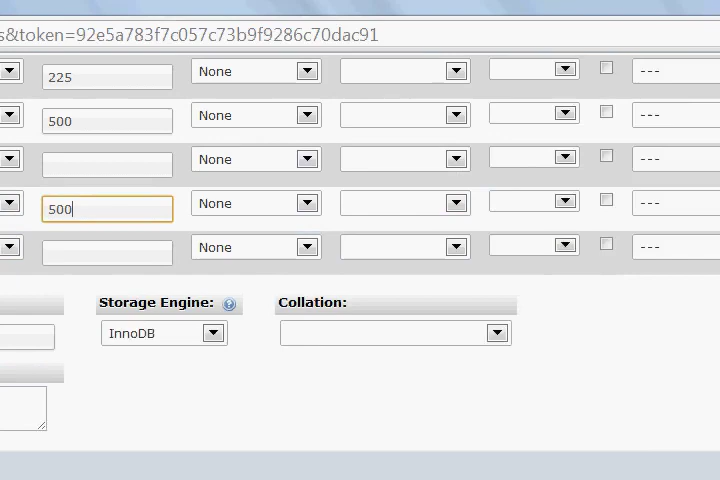 s&token=92e5a783f7c057c73b9f9286c70dac91
225 None ---
500 None ---
None ---
500 None ---
None ---
Storage Engine: Collation:
InnoDB